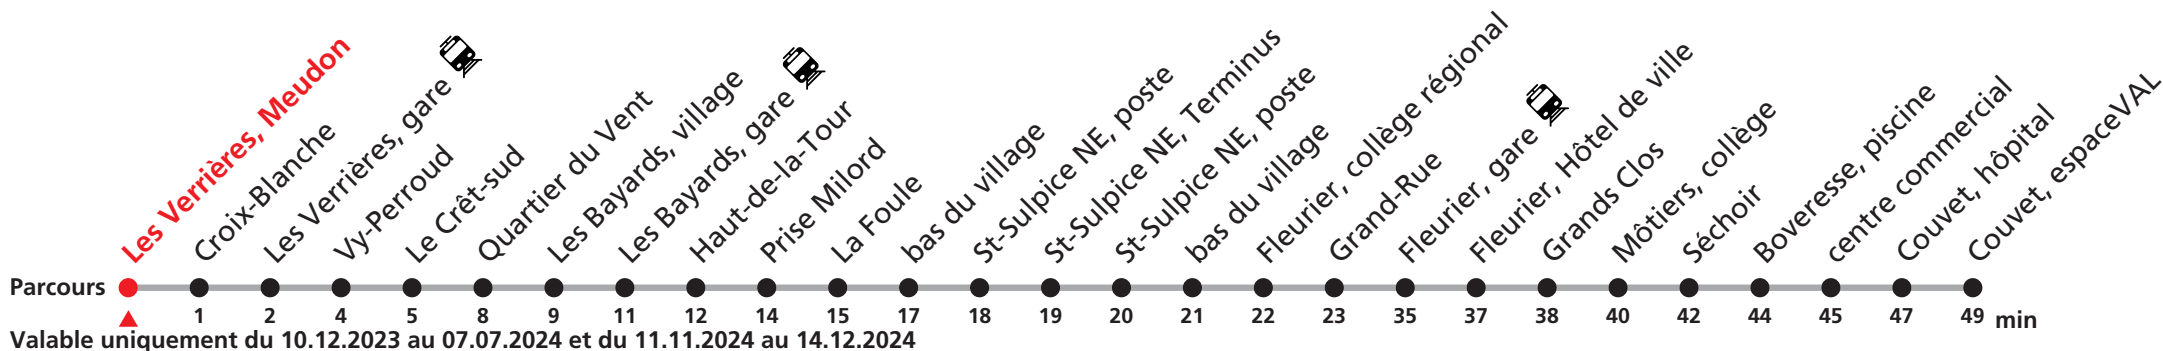 Les Verrières, Meudon
Croix-Blanche
Les Verrières, gare
Vy-Perroud
Le Crêt-sud
Quartier du Vent
Les Bayards, village
Les Bayards, gare
Haut-de-la-Tour
Prise Milord
La Foule
bas du village
St-Sulpice NE, poste
St-Sulpice NE, Terminus
St-Sulpice NE, poste
bas du village
Fleurier, collège régional
Grand-Rue
Fleurier, gare
Fleurier, Hôtel de ville
Grands Clos
Môtiers, collège
Séchoir
Boveresse, piscine
centre commercial
Couvet, hôpital
Couvet, espaceVAL
Parcours
1 2 4 5 8 9 11 12 14 15 17 18 19 20 21 22 23 35 37 38 40 42 44 45 47 49 min
Valable uniquement du 10.12.2023 au 07.07.2024 et du 11.11.2024 au 14.12.2024